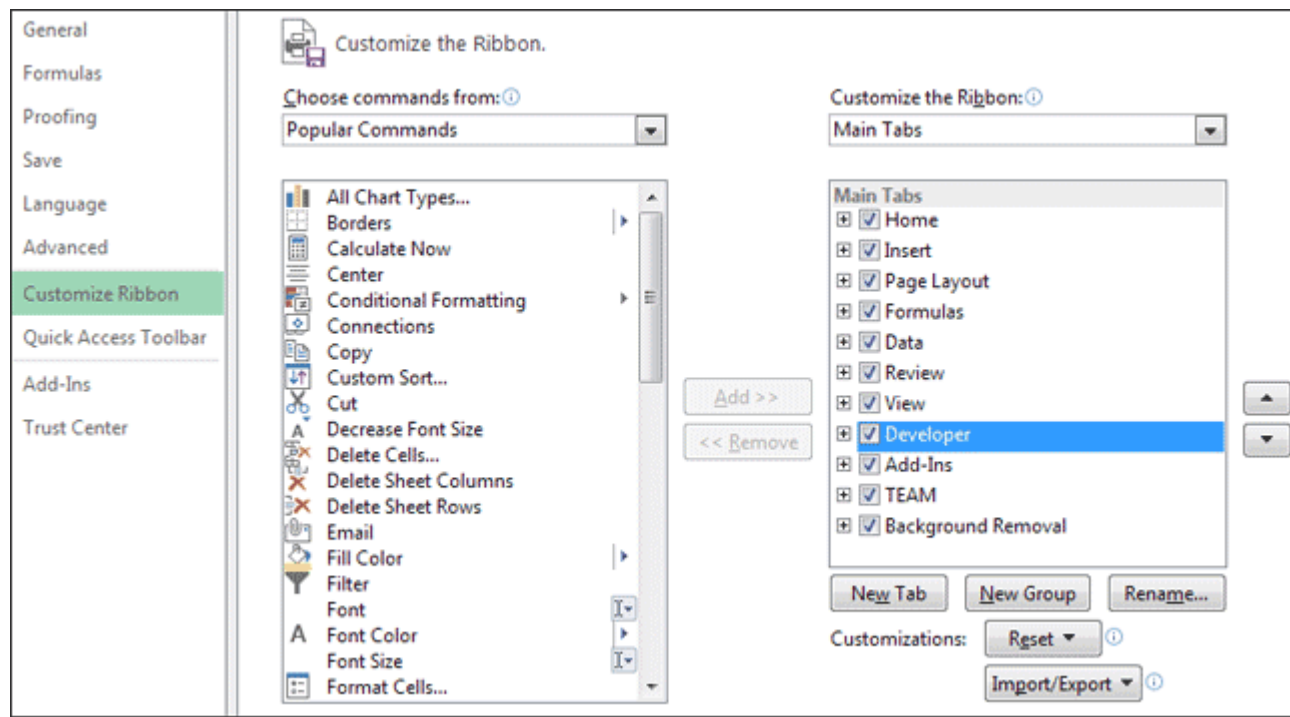 General
Formulas
Proofing
Save
Language
Advanced
Customize Ribbon
Quick Access Toolbar
Add-Ins
Trust Center
Customize the Ribbon.
Choose commands from:
Popular Commands
All Chart Types...
Borders
Calculate Now
Center
Conditional Formatting
Connections
Copy
Custom Sort...
Cut
Decrease Font Size
Delete Cells...
Delete Sheet Columns
Delete Sheet Rows
Email
Fill Color
Filter
Font
Font Color
Font Size
Format Cells...
Add >>
<< Remove
Customize the Ribbon:
Main Tabs
Main Tabs
Home
Insert
Page Layout
Formulas
Data
Review
View
Developer
Add-Ins
TEAM
Background Removal
New Tab
New Group
Rename...
Customizations:
Reset
Import/Export